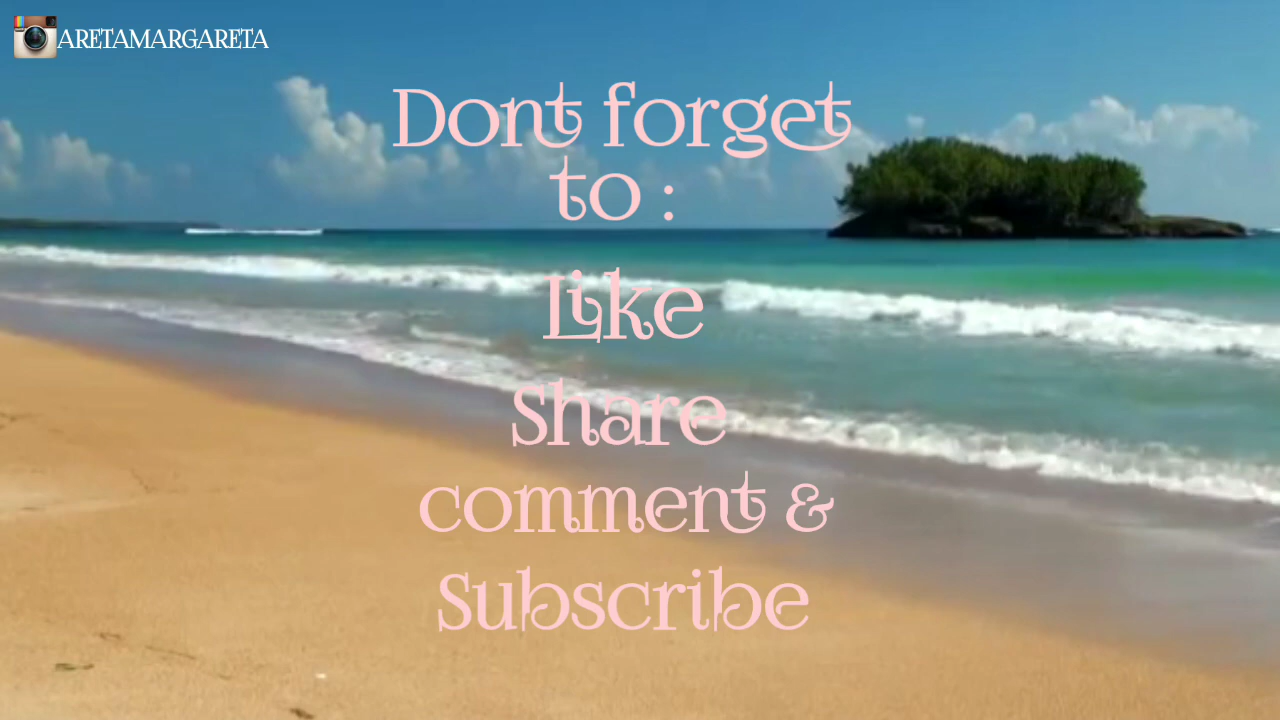 ARETAMARGARETA
Dont forget
to :
Like
Share
comment &
Subscribe